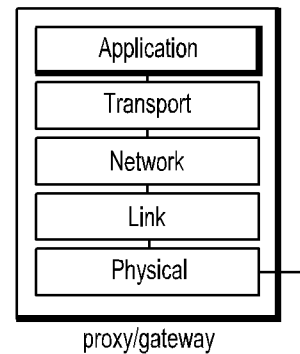 Application
Transport
Network
Link
Physical
proxy/gateway